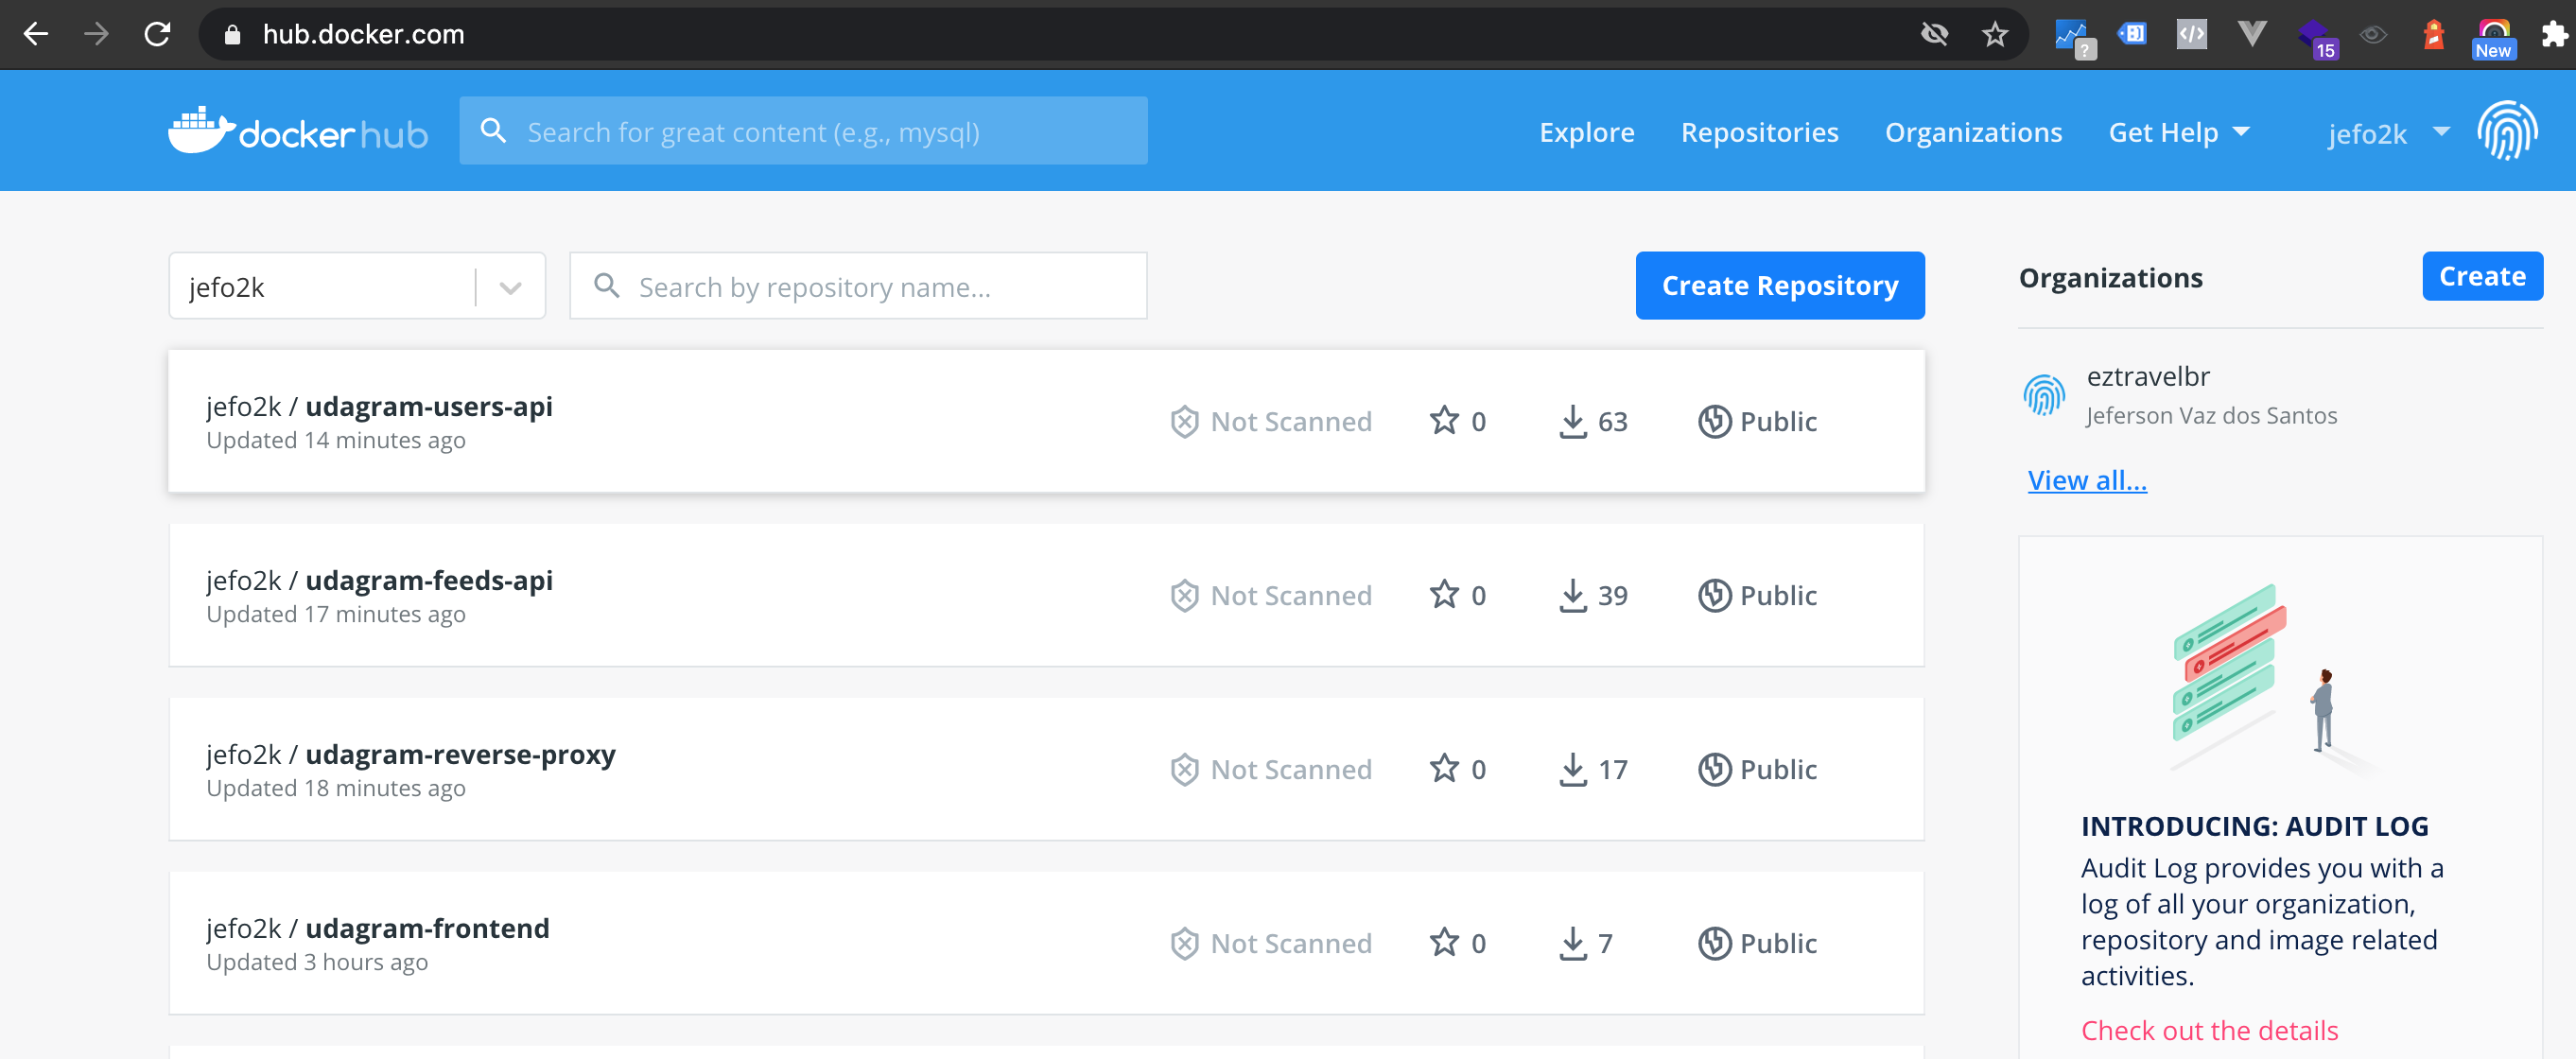 hub.docker.com
?
15
New
dockerhub
Search for great content (e.g., mysql)
Explore
Repositories
Organizations
Get Help
jefo2k
jefo2k
Search by repository name...
Create Repository
Organizations
Create
jefo2k / udagram-users-api
Updated 14 minutes ago
Not Scanned
0
63
Public
jefo2k / udagram-feeds-api
Updated 17 minutes ago
Not Scanned
0
39
Public
jefo2k / udagram-reverse-proxy
Updated 18 minutes ago
Not Scanned
0
17
Public
jefo2k / udagram-frontend
Updated 3 hours ago
Not Scanned
0
7
Public
eztravelbr
Jeferson Vaz dos Santos
View all...
INTRODUCING: AUDIT LOG
Audit Log provides you with a
log of all your organization,
repository and image related
activities.
Check out the details